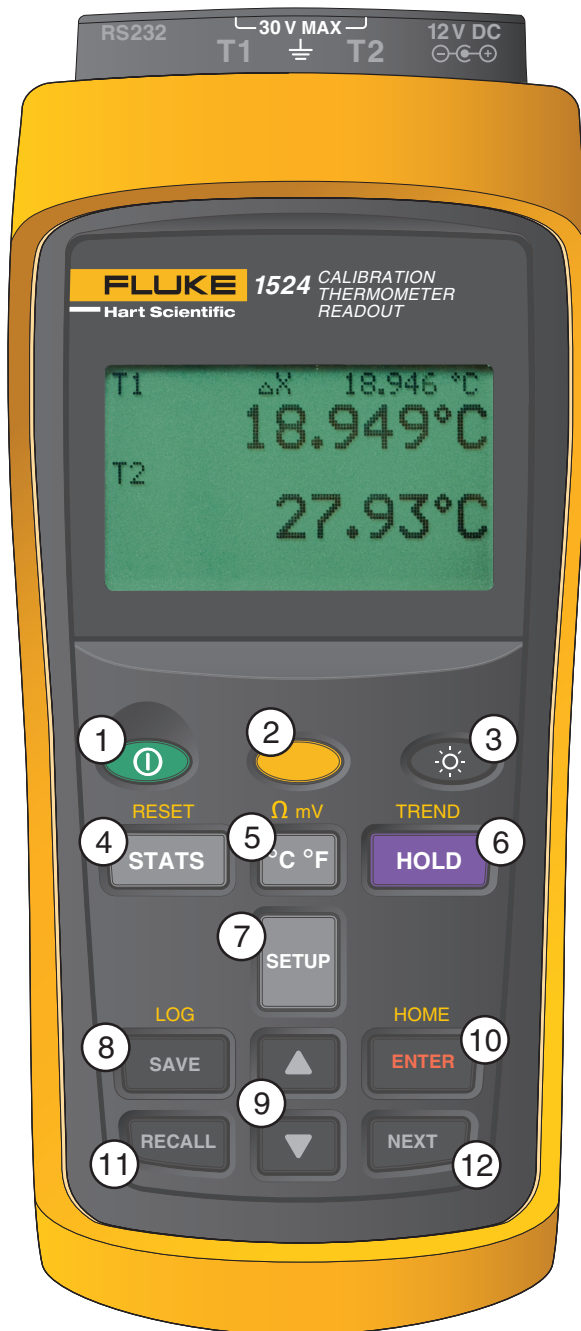 RS232 30 V MAX 12 V DC
T1 T2
FLUKE 1524 CALIBRATION THERMOMETER READOUT
Hart Scientific
T1 ΔX 18.946 °C
18.949°C
T2
27.93°C
1 2 3
RESET Ω mV TREND
4 STATS 5 °C °F HOLD 6
7 SETUP
LOG HOME
8 SAVE ENTER 10
9
11 RECALL NEXT 12